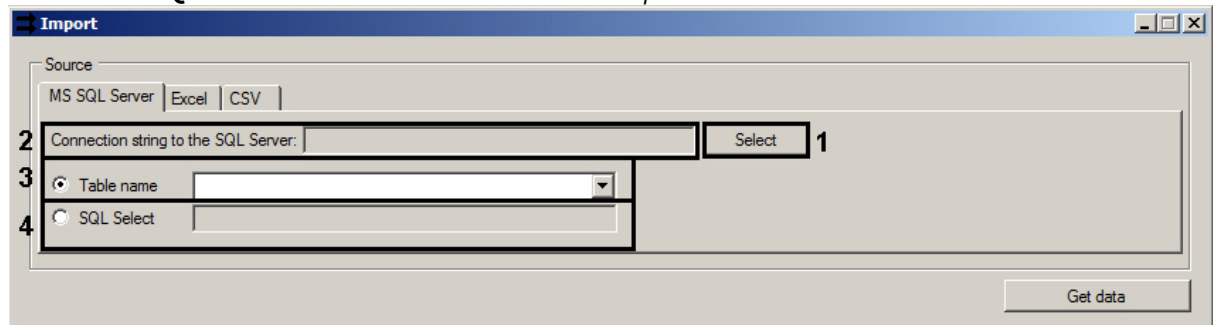 Import
Source
MS SQL Server Excel CSV
2 Connection string to the SQL Server: Select 1
3 Table name
4 SQL Select
Get data